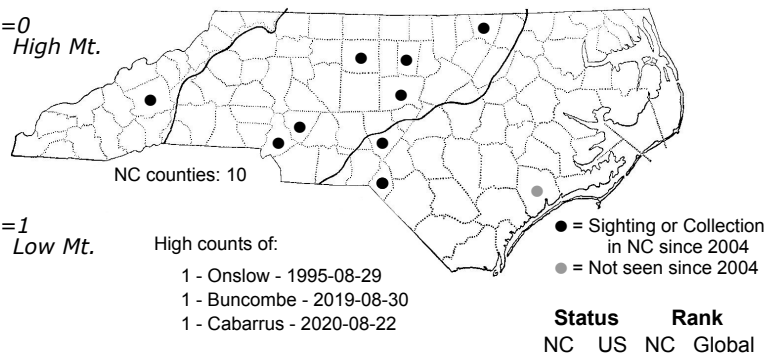 =0
High Mt.
NC counties: 10
=1
Low Mt.
High counts of:
1 - Onslow - 1995-08-29
1 - Buncombe - 2019-08-30
1 - Cabarrus - 2020-08-22
= Sighting or Collection
in NC since 2004
= Not seen since 2004
Status Rank
NC US NC Global